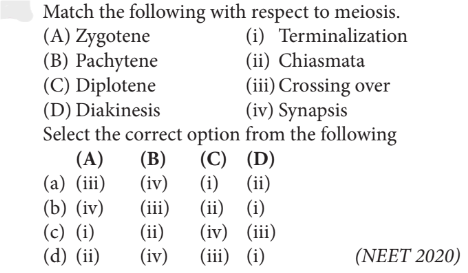 Match the following with respect to meiosis.
(A) Zygotene (i) Terminalization
(B) Pachytene (ii) Chiasmata
(C) Diplotene (iii) Crossing over
(D) Diakinesis (iv) Synapsis
Select the correct option from the following
(A) (B) (C) (D)
(a) (iii) (iv) (i) (ii)
(b) (iv) (iii) (ii) (i)
(c) (i) (ii) (iv) (iii)
(d) (ii) (iv) (iii) (i) (NEET 2020)